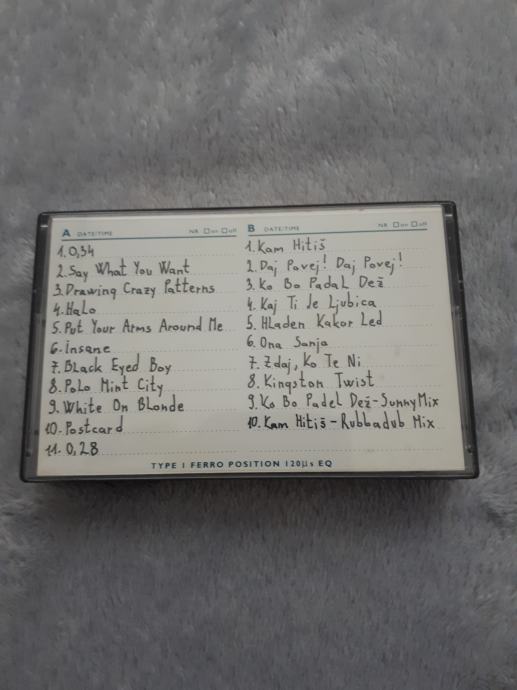 A DATE/TIME NR □on □off
1. 0,34
2. Say What You Want
3. Drawing Crazy Patterns
4. Halo
5. Put Your Arms Around Me
6. Insane
7. Black Eyed Boy
8. Polo Mint City
9. White On Blonde
10. Postcard
11. 0,28
B DATE/TIME NR □on □off
1. Kam Hitiš
2. Daj Povej! Daj Povej!
3. Ko Bo Padal Dež
4. Kaj Ti Je Ljubica
5. Hladen Kakor Led
6. Ona Sanja
7. Zdaj, Ko Te Ni
8. Kingston Twist
9. Ko Bo Padel Dež - Sunny Mix
10. Kam Hitiš - Rubbadub Mix
TYPE I FERRO POSITION 120µs EQ